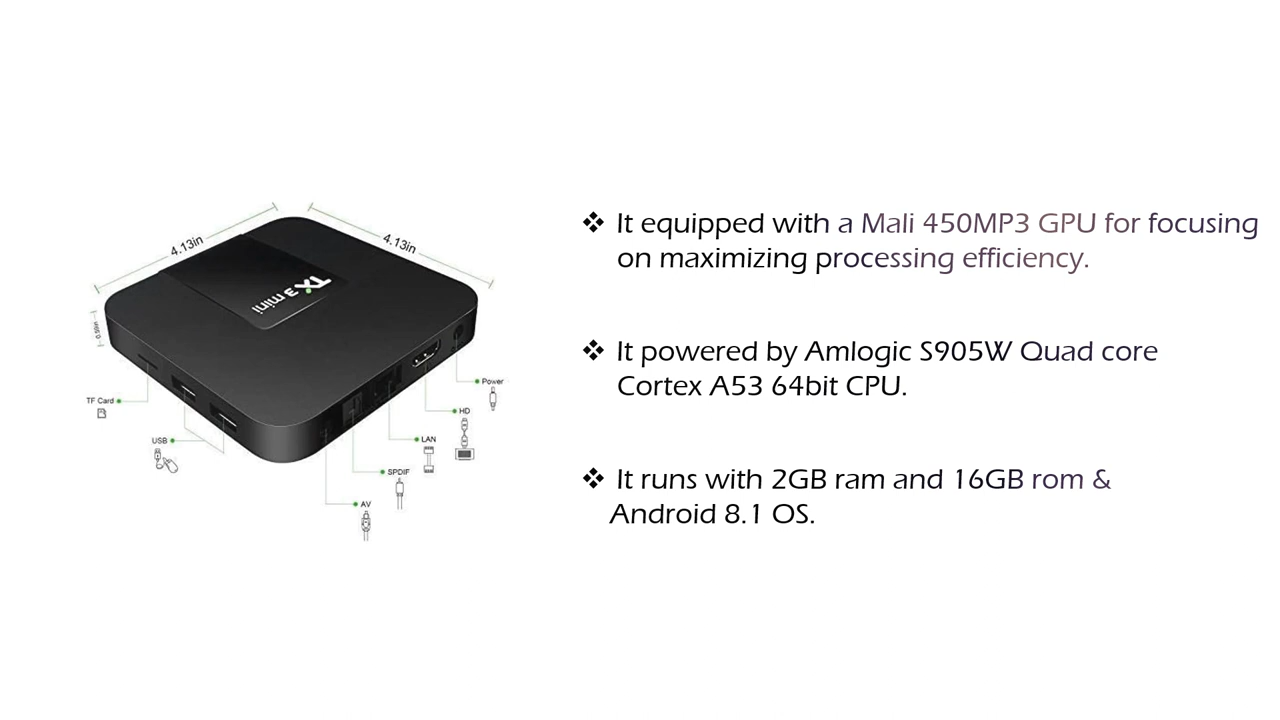 4.13in
4.13in
0.59in
TX3 mini
TF Card
USB
Power
HD
LAN
SPDIF
AV
❖ It equipped with a Mali 450MP3 GPU for focusing
on maximizing processing efficiency.
❖ It powered by Amlogic S905W Quad core
Cortex A53 64bit CPU.
❖ It runs with 2GB ram and 16GB rom &
Android 8.1 OS.